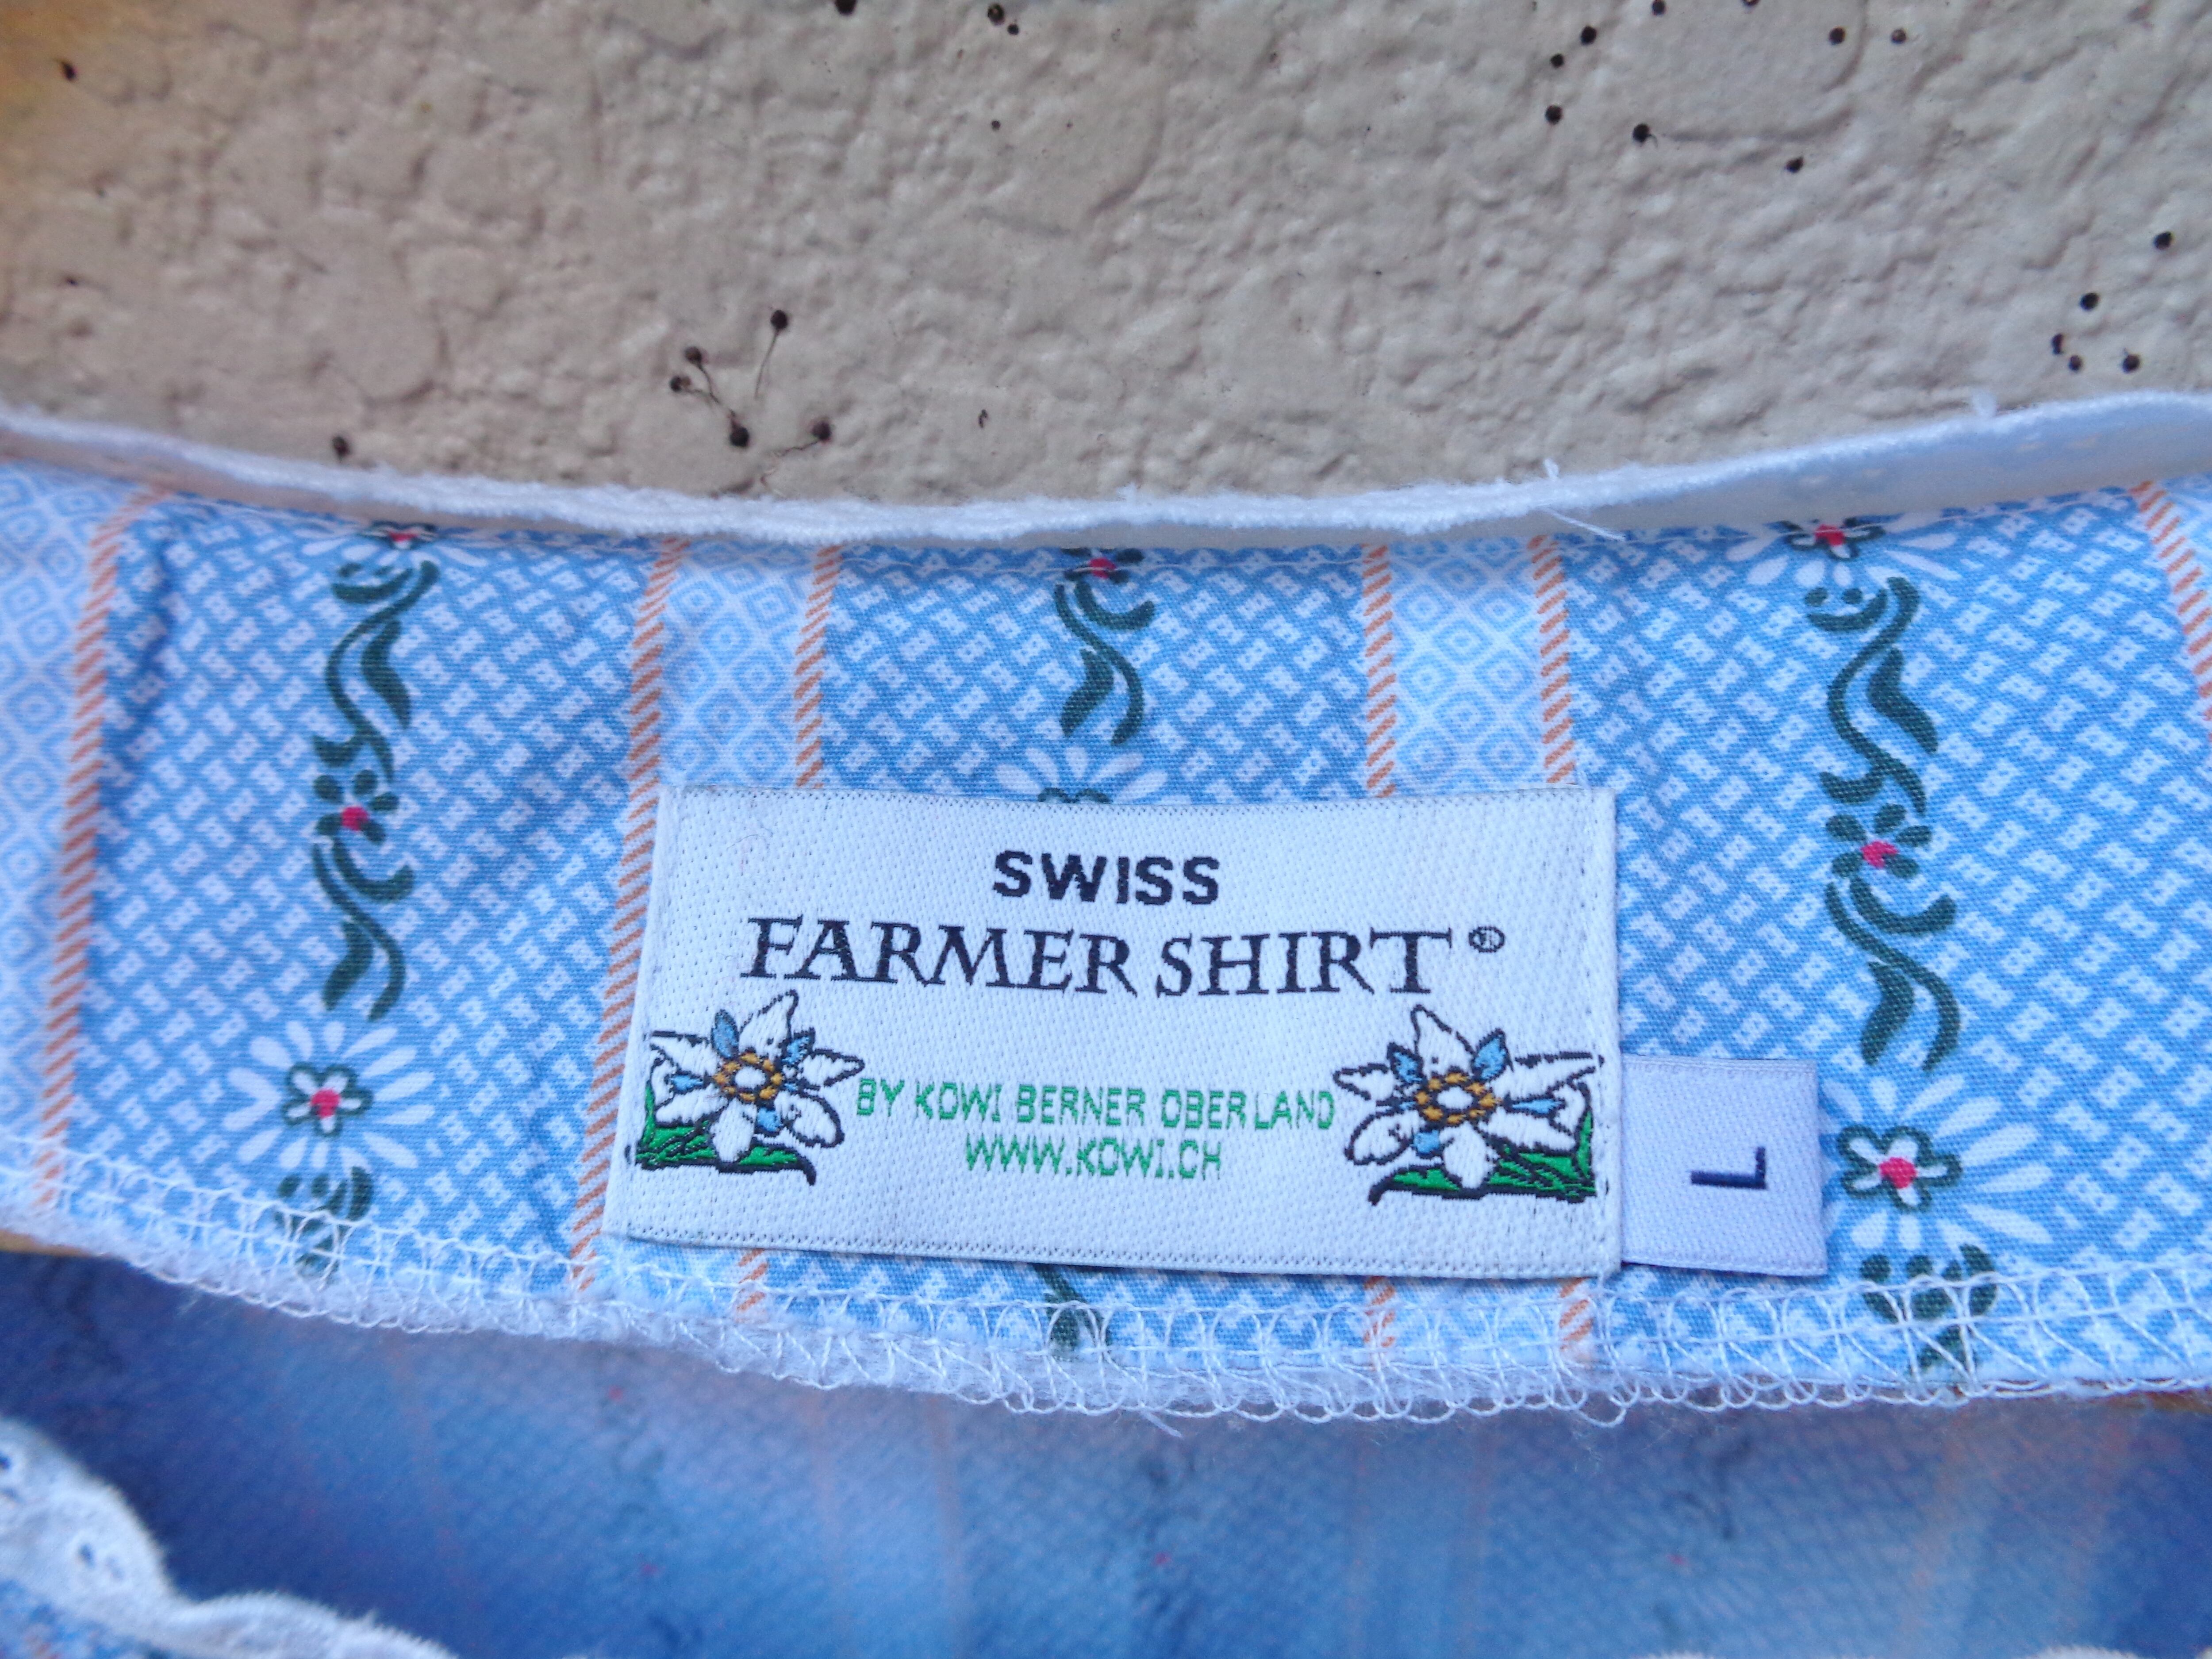 SWISS
FARMER SHIRT®
BY KOWI BERNER OBERLAND
WWW.KOWI.CH
L